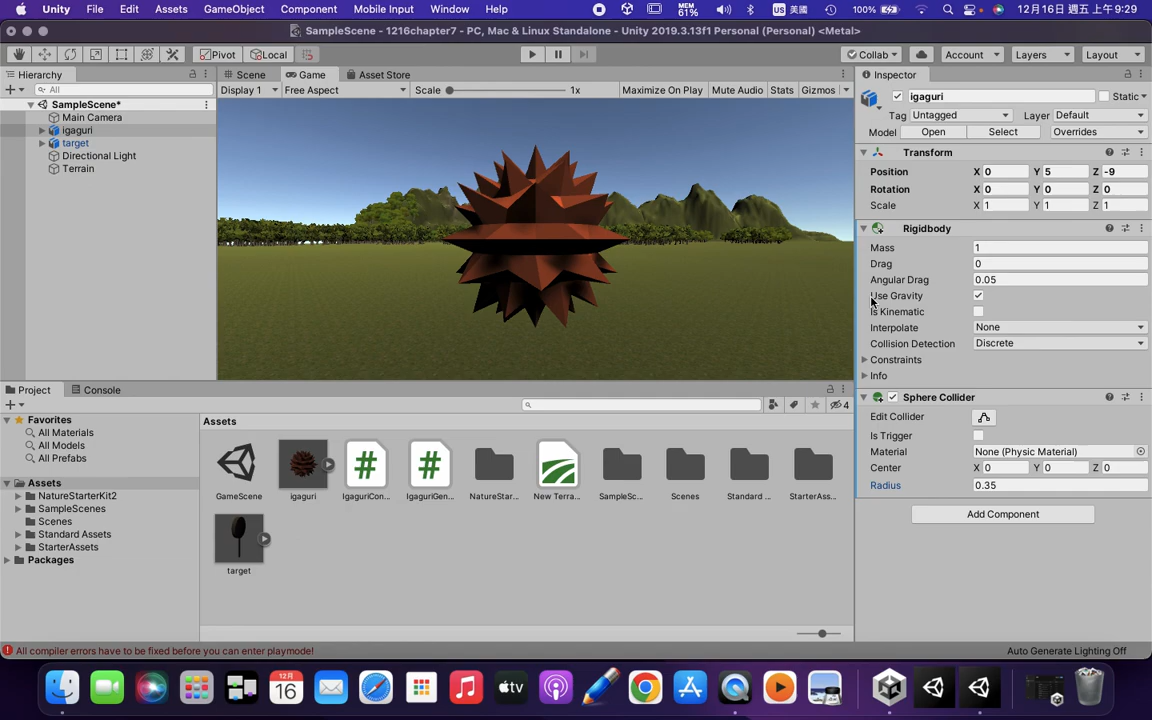 Unity File Edit Assets GameObject Component Mobile Input Window Help MEM 61% US 美國 100% 12月16日 週五 上午9:29
SampleScene - 1216chapter7 - PC, Mac & Linux Standalone - Unity 2019.3.13f1 Personal (Personal) <Metal>
Pivot Local Collab Account Layers Layout
Hierarchy Scene Game Asset Store Inspector
All Display 1 Free Aspect Scale 1x Maximize On Play Mute Audio Stats Gizmos igaguri Static
SampleScene* Tag Untagged Layer Default
Main Camera
igaguri Model Open Select Overrides
target
Directional Light Transform
Terrain Position X 0 Y 5 Z -9
Rotation X 0 Y 0 Z 0
Scale X 1 Y 1 Z 1
Rigidbody
Mass 1
Drag 0
Angular Drag 0.05
Use Gravity
Is Kinematic
Interpolate None
Collision Detection Discrete
Constraints
Info
Project Console
Sphere Collider
4
Favorites Assets Edit Collider
All Materials
All Models Is Trigger
All Prefabs Material None (Physic Material)
Center X 0 Y 0 Z 0
Assets Radius 0.35
NatureStarterKit2 GameScene igaguri IgaguriCon... IgaguriGen... NatureStar... New Terra... SampleSc... Scenes Standard ... StarterAss...
SampleScenes
Scenes Add Component
Standard Assets
StarterAssets
Packages
target
All compiler errors have to be fixed before you can enter playmode! Auto Generate Lighting Off
12月
16
tv